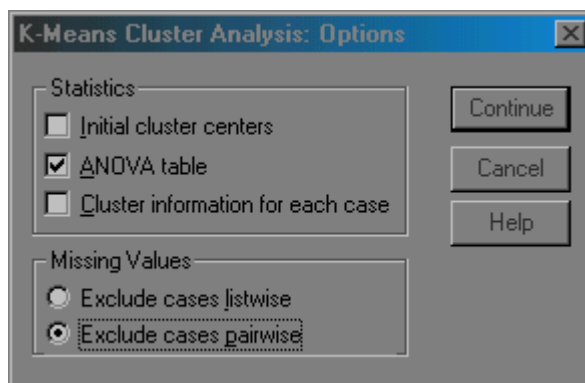 K-Means Cluster Analysis: Options
Statistics
Initial cluster centers
ANOVA table
Cluster information for each case
Missing Values
Exclude cases listwise
Exclude cases pairwise
Continue
Cancel
Help